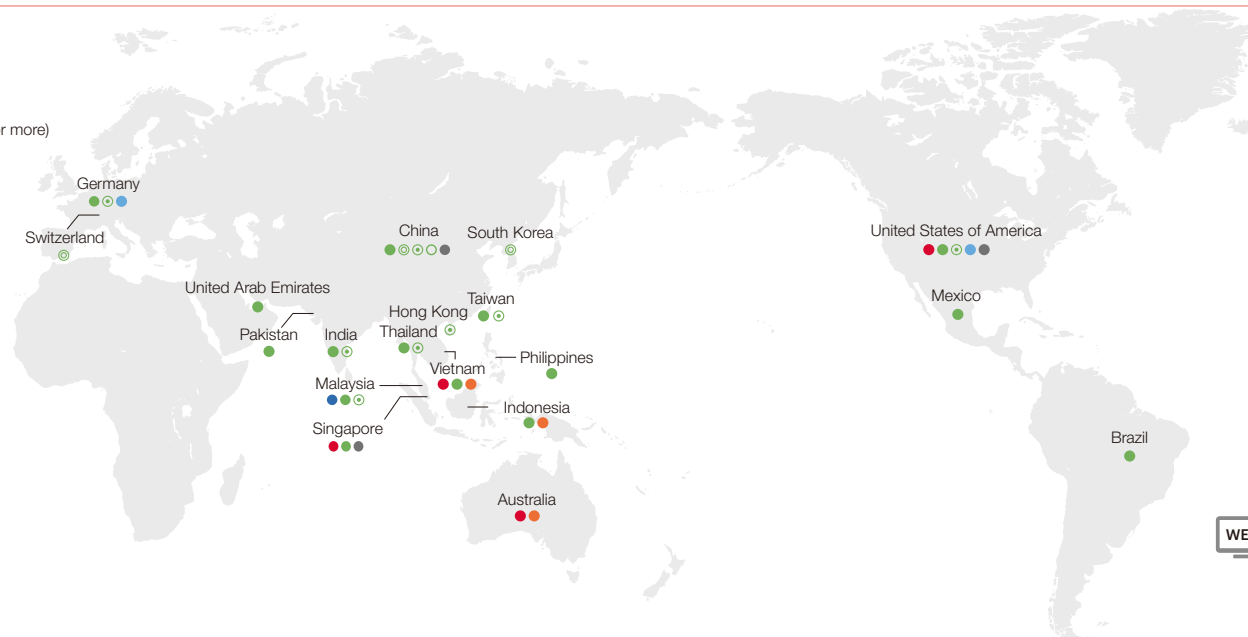 r more)
Germany
Switzerland
China
South Korea
United States of America
United Arab Emirates
Taiwan
Mexico
Hong Kong
Pakistan
India
Thailand
Philippines
Vietnam
Malaysia
Indonesia
Singapore
Brazil
Australia
WE